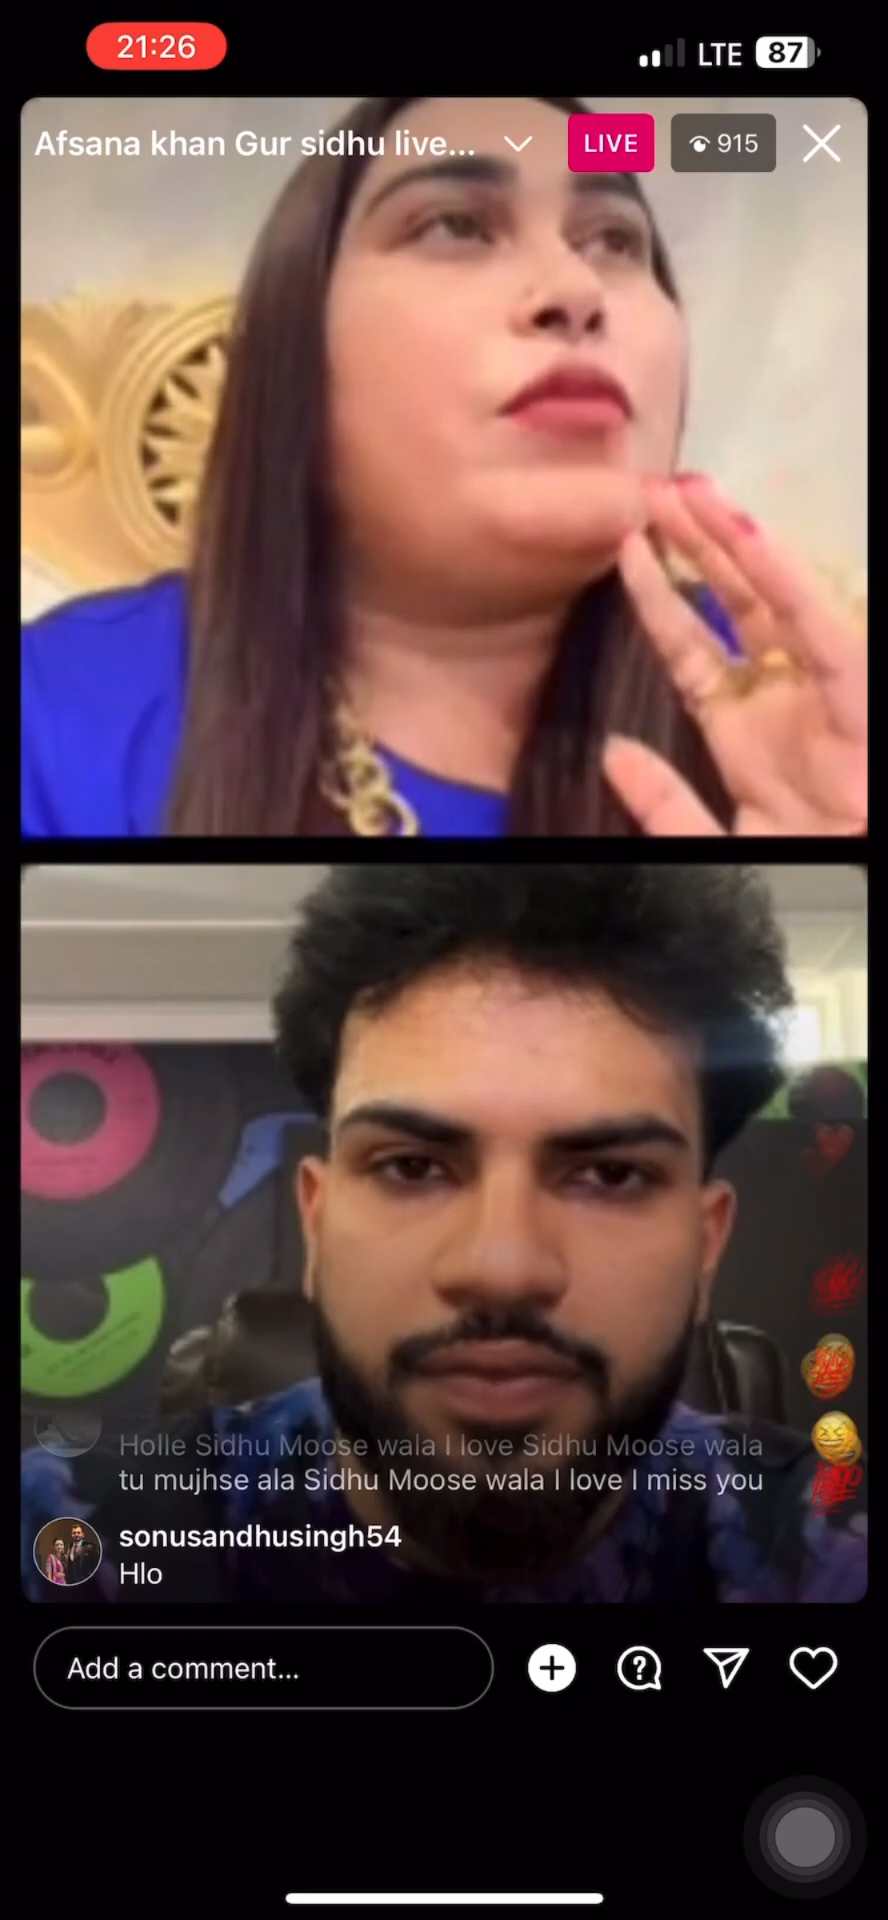 21:26
LTE 87
Afsana khan Gur sidhu live...
LIVE
915
Holle Sidhu Moose wala I love Sidhu Moose wala
tu mujhse ala Sidhu Moose wala I love I miss you
sonusandhusingh54
Hlo
Add a comment...